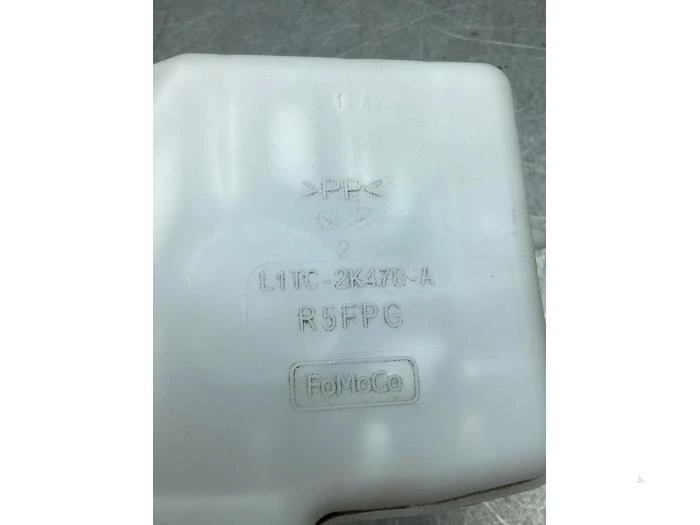 >PP<
2
L1TC-2K478-A
R5FPG
FoMoCo